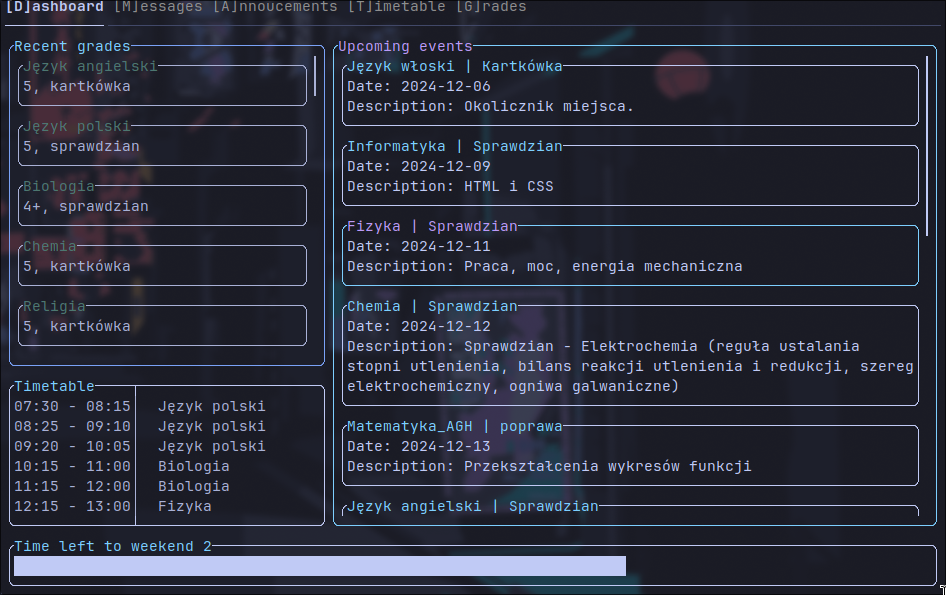 [D]ashboard [M]essages [A]nnoucements [T]imetable [G]rades
Recent grades
Język angielski
5, kartkówka
Język polski
5, sprawdzian
Biologia
4+, sprawdzian
Chemia
5, kartkówka
Religia
5, kartkówka
Timetable
07:30 - 08:15 Język polski
08:25 - 09:10 Język polski
09:20 - 10:05 Język polski
10:15 - 11:00 Biologia
11:15 - 12:00 Biologia
12:15 - 13:00 Fizyka
Upcoming events
Język włoski | Kartkówka
Date: 2024-12-06
Description: Okolicznik miejsca.
Informatyka | Sprawdzian
Date: 2024-12-09
Description: HTML i CSS
Fizyka | Sprawdzian
Date: 2024-12-11
Description: Praca, moc, energia mechaniczna
Chemia | Sprawdzian
Date: 2024-12-12
Description: Sprawdzian - Elektrochemia (reguła ustalania
stopni utlenienia, bilans reakcji utlenienia i redukcji, szereg
elektrochemiczny, ogniwa galwaniczne)
Matematyka_AGH | poprawa
Date: 2024-12-13
Description: Przekształcenia wykresów funkcji
Język angielski | Sprawdzian
Time left to weekend 2